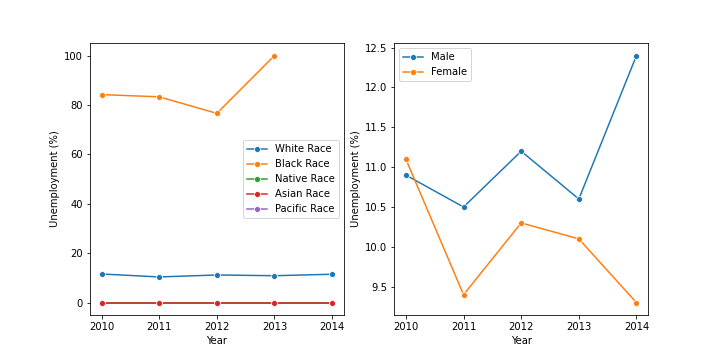 100
80
60
40
20
0
Unemployment (%)
2010 2011 2012 2013 2014
Year
White Race
Black Race
Native Race
Asian Race
Pacific Race
12.5
12.0
11.5
11.0
10.5
10.0
9.5
Unemployment (%)
2010 2011 2012 2013 2014
Year
Male
Female